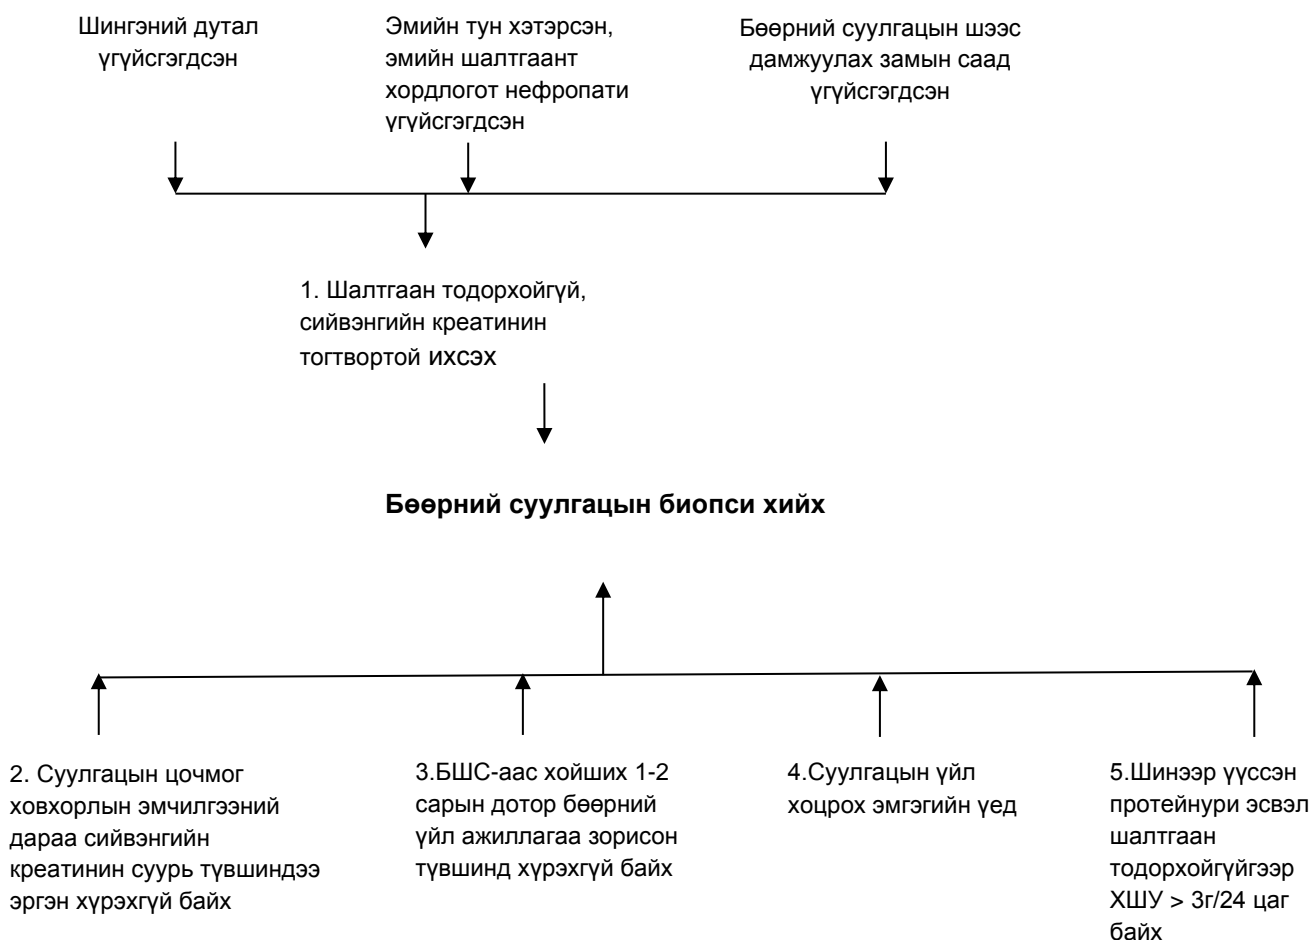 Шингэний дутал
үгүйсгэгдсэн
Эмийн тун хэтэрсэн,
эмийн шалтгаант
хордлогот нефропати
үгүйсгэгдсэн
Бөөрний суулгацын шээс
дамжуулах замын саад
үгүйсгэгдсэн
1. Шалтгаан тодорхойгүй,
сийвэнгийн креатинин
тогтвортой ихсэх
Бөөрний суулгацын биопси хийх
2. Суулгацын цочмог
ховхорлын эмчилгээний
дараа сийвэнгийн
креатинин суурь түвшиндээ
эргэн хүрэхгүй байх
3.БШС-аас хойших 1-2
сарын дотор бөөрний
үйл ажиллагаа зорисон
түвшинд хүрэхгүй байх
4.Суулгацын үйл
хоцрох эмгэгийн үед
5.Шинээр үүссэн
протейнури эсвэл
шалтгаан
тодорхойгүйгээр
ХШУ > 3г/24 цаг
байх